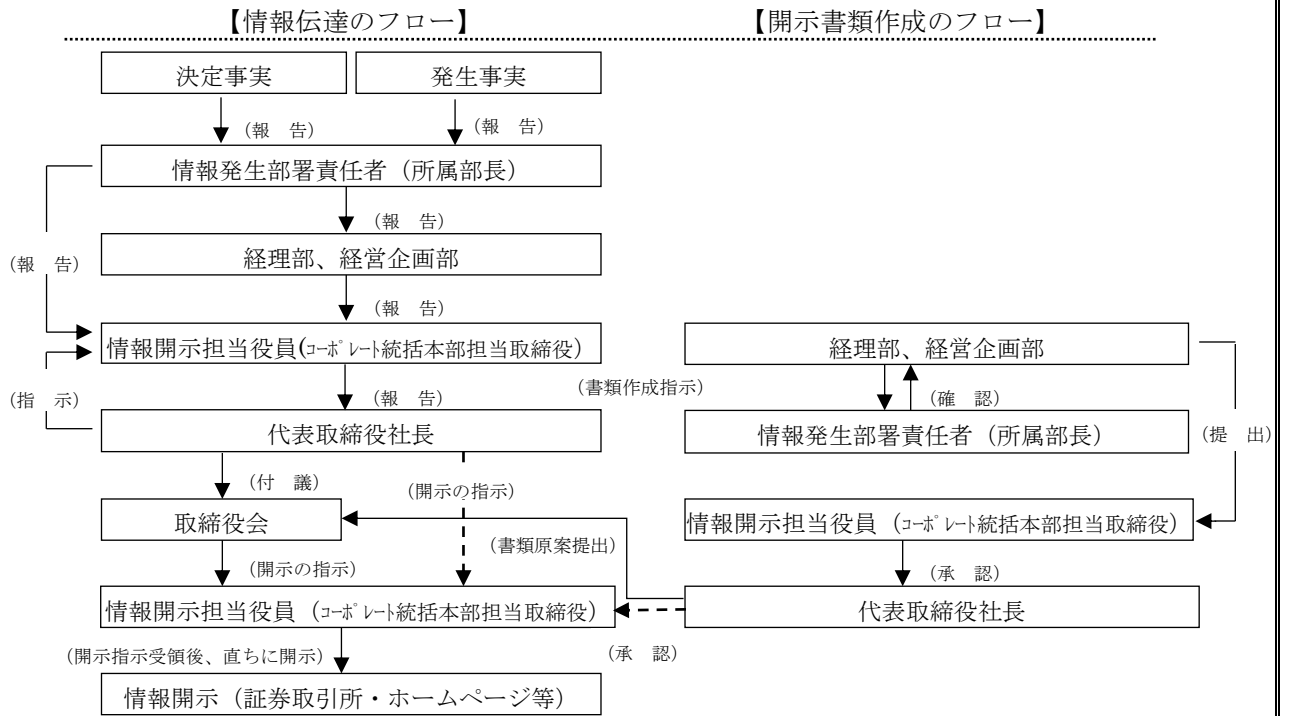 【情報伝達のフロー】 【開示書類作成のフロー】
決定事実 発生事実
（報　告） （報　告）
情報発生部署責任者（所属部長）
（報　告）
経理部、経営企画部
（報　告）
（報　告）
情報開示担当役員(ｺｰﾎﾟﾚｰﾄ統括本部担当取締役） 経理部、経営企画部
（指　示） （報　告） （書類作成指示） （確　認）
代表取締役社長 情報発生部署責任者（所属部長） （提　出）
（付　議） （開示の指示）
取締役会 情報開示担当役員（ｺｰﾎﾟﾚｰﾄ統括本部担当取締役）
（書類原案提出）
（開示の指示） （承　認）
情報開示担当役員（ｺｰﾎﾟﾚｰﾄ統括本部担当取締役） 代表取締役社長
（開示指示受領後、直ちに開示） （承　認）
情報開示（証券取引所・ホームページ等）